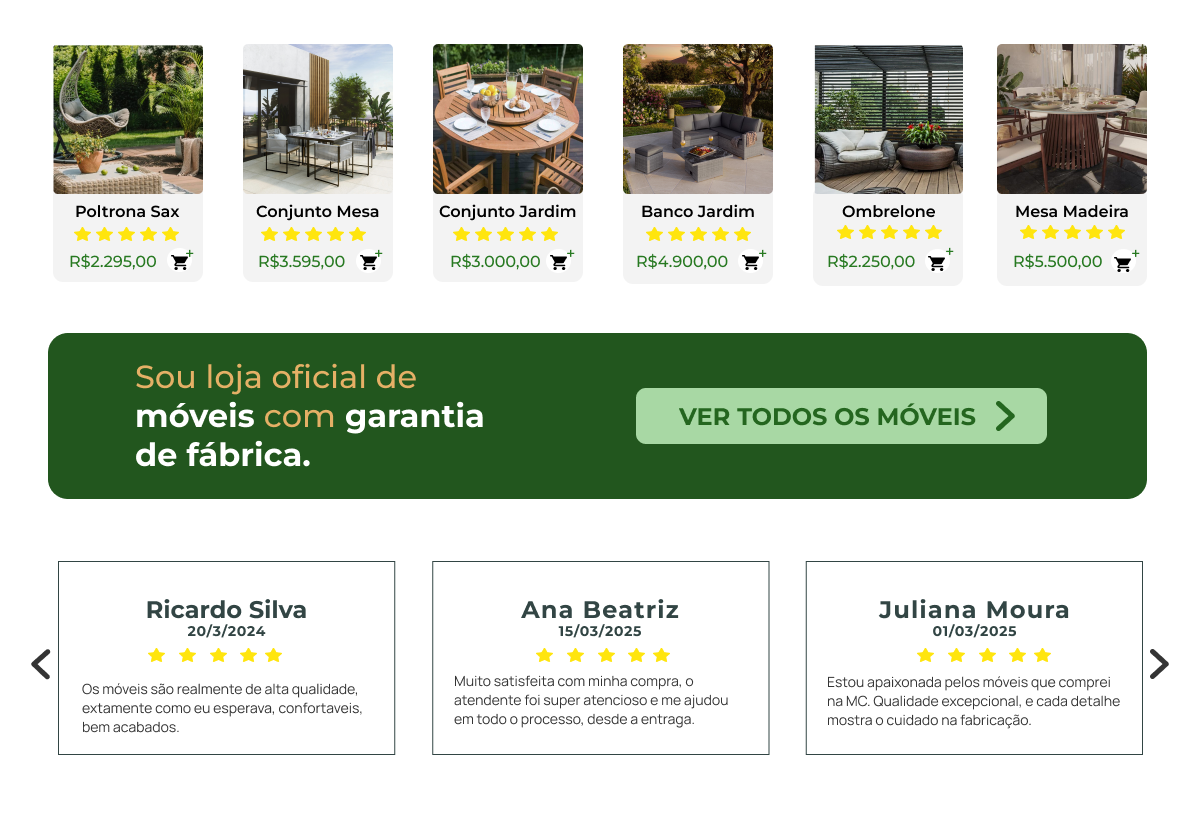 Poltrona Sax
R$2.295,00
Conjunto Mesa
R$3.595,00
Conjunto Jardim
R$3.000,00
Banco Jardim
R$4.900,00
Ombrelone
R$2.250,00
Mesa Madeira
R$5.500,00
Sou loja oficial de
móveis com garantia
de fábrica.
VER TODOS OS MÓVEIS
Ricardo Silva
20/3/2024
Os móveis são realmente de alta qualidade,
extamente como eu esperava, confortaveis,
bem acabados.
Ana Beatriz
15/03/2025
Muito satisfeita com minha compra, o
atendente foi super atencioso e me ajudou
em todo o processo, desde a entraga.
Juliana Moura
01/03/2025
Estou apaixonada pelos móveis que comprei
na MC. Qualidade excepcional, e cada detalhe
mostra o cuidado na fabricação.